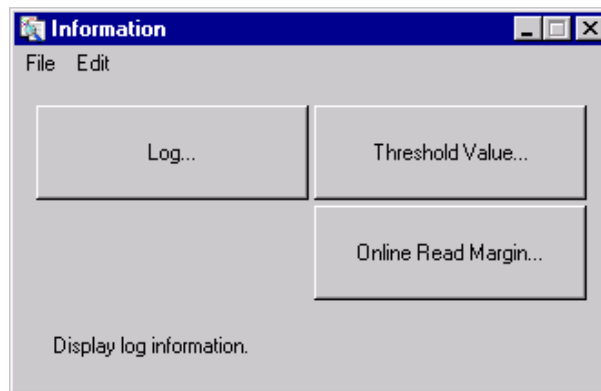 Information
File Edit
Log...
Threshold Value...
Online Read Margin...
Display log information.